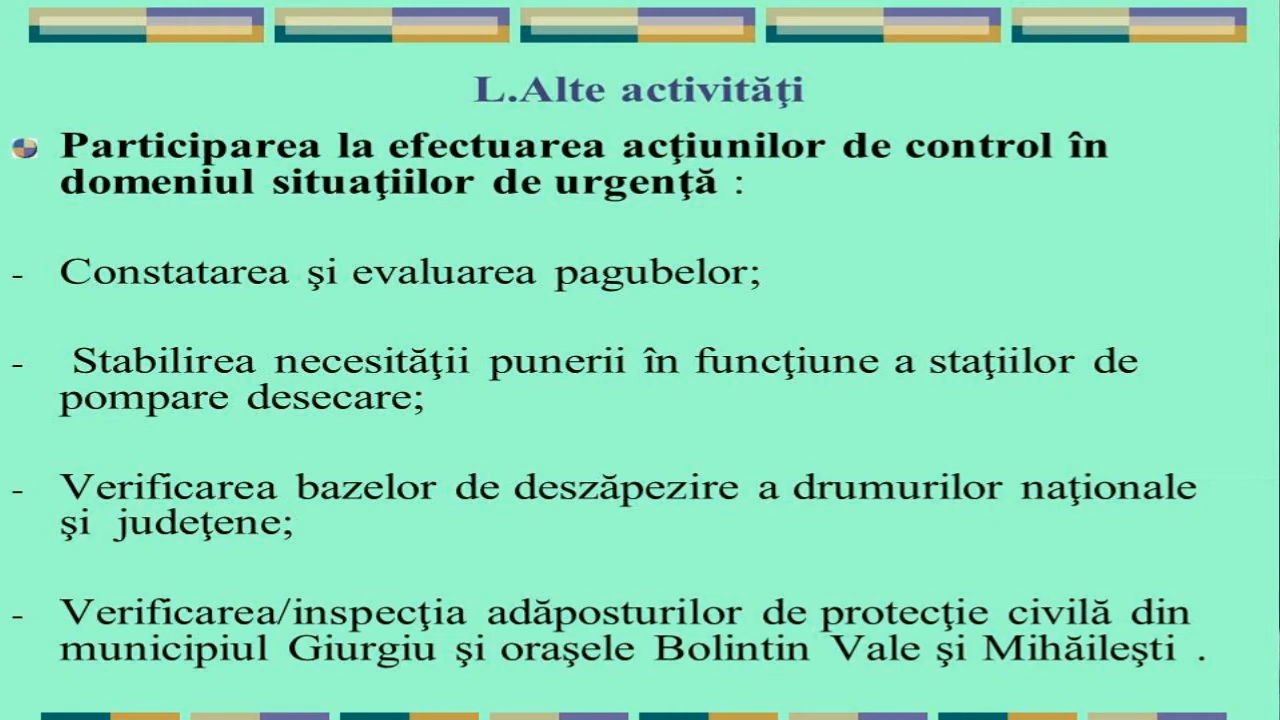 L.Alte activităţi
Participarea la efectuarea acţiunilor de control în
domeniul situaţiilor de urgenţă :
- Constatarea şi evaluarea pagubelor;
- Stabilirea necesităţii punerii în funcţiune a staţiilor de
pompare desecare;
- Verificarea bazelor de deszăpezire a drumurilor naţionale
şi judeţene;
- Verificarea/inspecţia adăposturilor de protecţie civilă din
municipiul Giurgiu şi oraşele Bolintin Vale şi Mihăileşti .